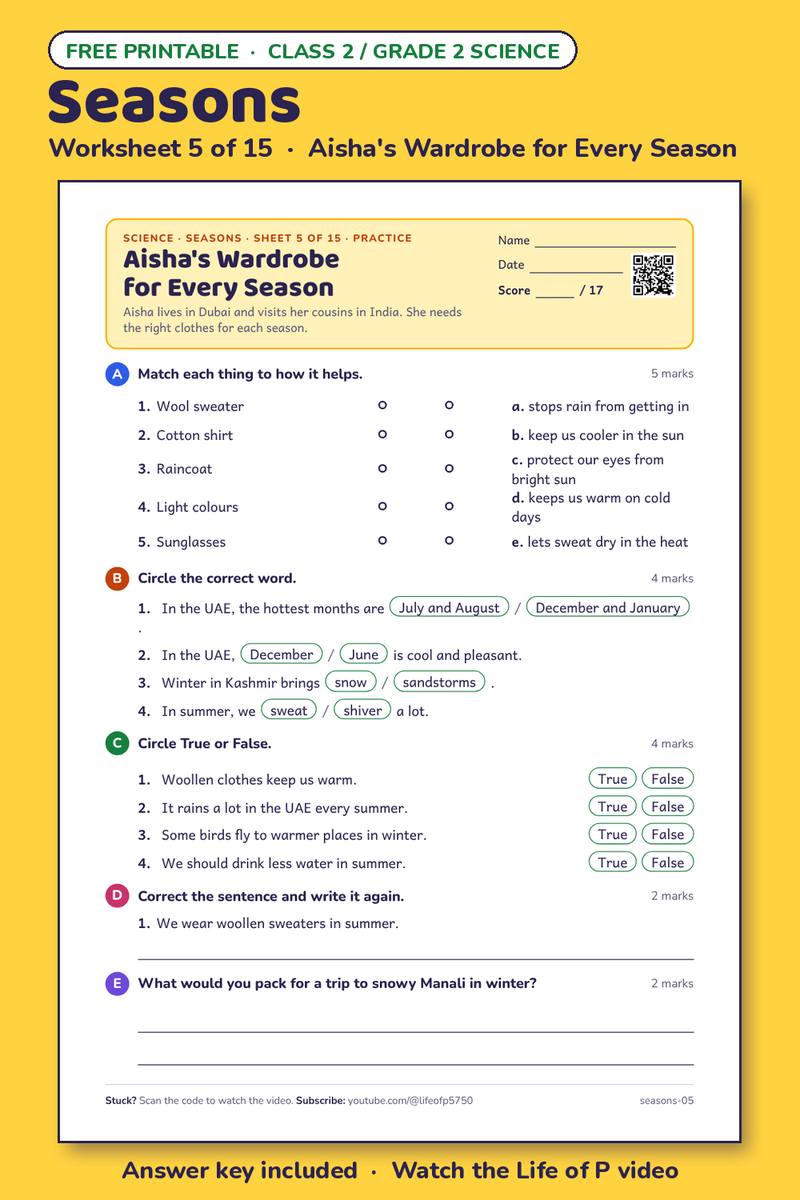 FREE PRINTABLE · CLASS 2 / GRADE 2 SCIENCE
Seasons
Worksheet 5 of 15 · Aisha's Wardrobe for Every Season
SCIENCE · SEASONS · SHEET 5 OF 15 · PRACTICE
Aisha's Wardrobe
for Every Season
Aisha lives in Dubai and visits her cousins in India. She needs
the right clothes for each season.
Name
Date
Score / 17
A Match each thing to how it helps. 5 marks
1. Wool sweater a. stops rain from getting in
2. Cotton shirt b. keep us cooler in the sun
3. Raincoat c. protect our eyes from
bright sun
4. Light colours d. keeps us warm on cold
days
5. Sunglasses e. lets sweat dry in the heat
B Circle the correct word. 4 marks
1. In the UAE, the hottest months are July and August / December and January
.
2. In the UAE, December / June is cool and pleasant.
3. Winter in Kashmir brings snow / sandstorms .
4. In summer, we sweat / shiver a lot.
C Circle True or False. 4 marks
1. Woollen clothes keep us warm. True False
2. It rains a lot in the UAE every summer. True False
3. Some birds fly to warmer places in winter. True False
4. We should drink less water in summer. True False
D Correct the sentence and write it again. 2 marks
1. We wear woollen sweaters in summer.
E What would you pack for a trip to snowy Manali in winter? 2 marks
Stuck? Scan the code to watch the video. Subscribe: youtube.com/@lifeofp5750 seasons-05
Answer key included · Watch the Life of P video